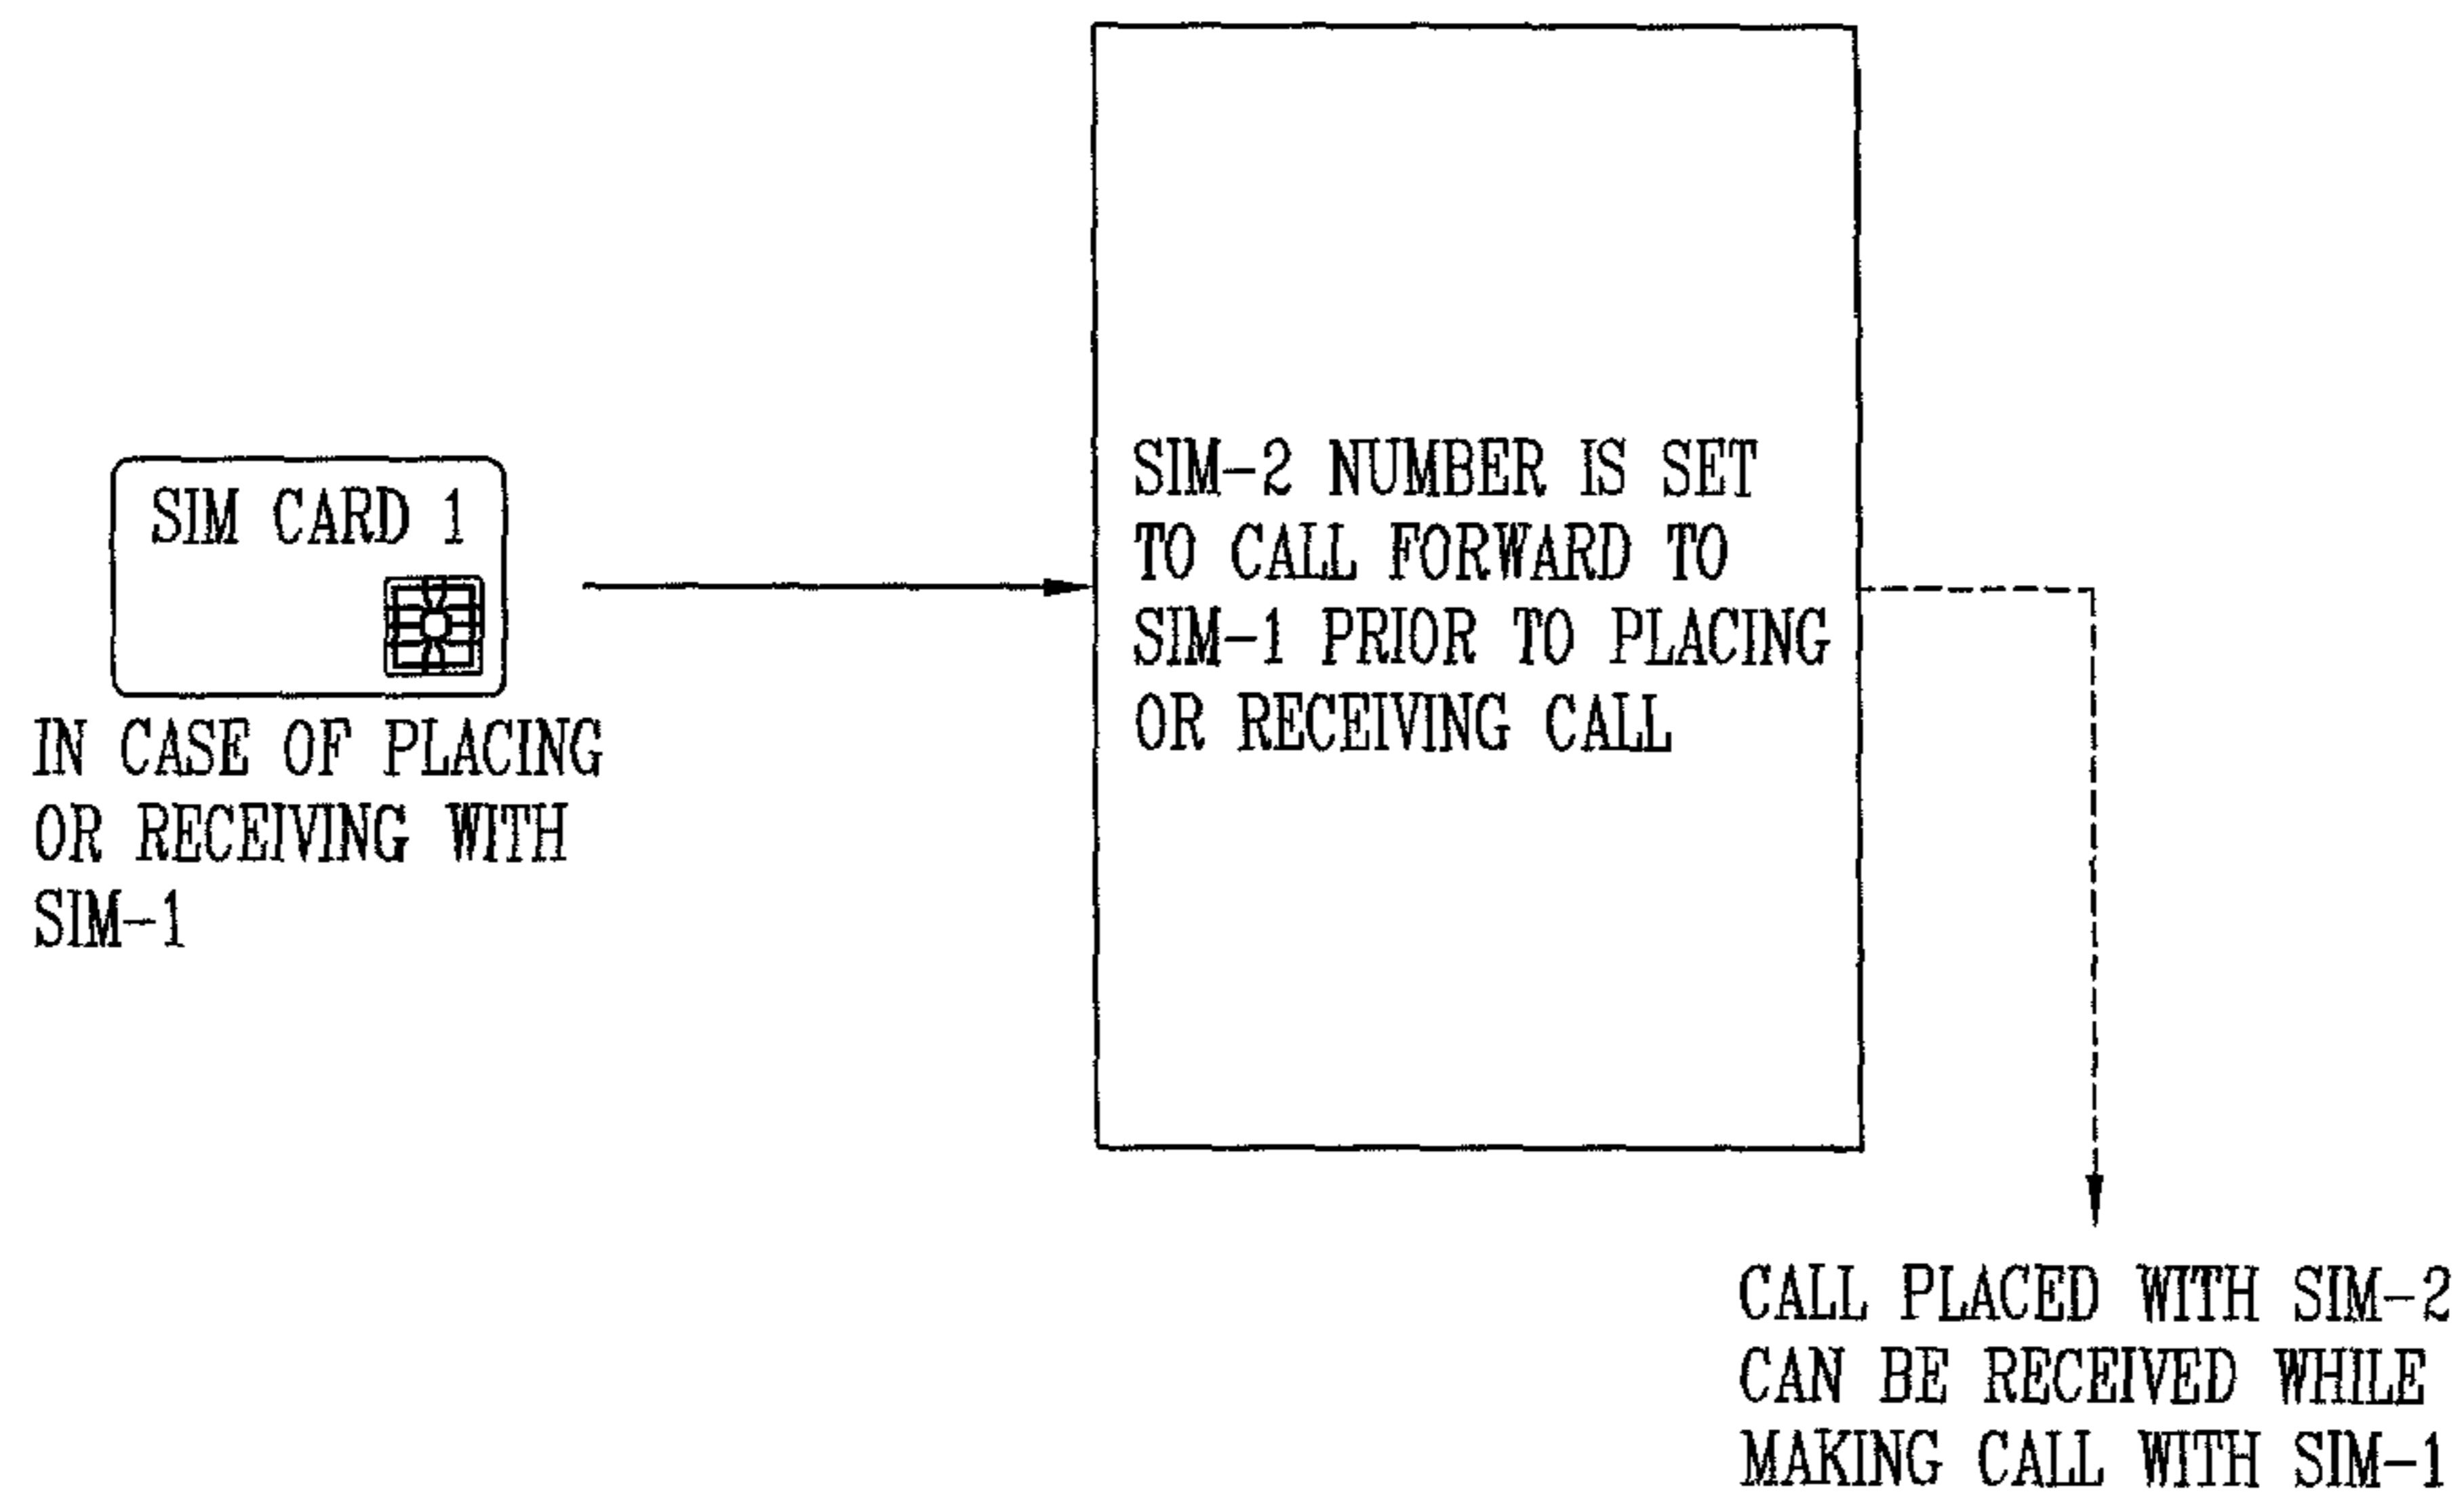 SIM CARD 1
IN CASE OF PLACING
OR RECEIVING WITH
SIM-1
SIM-2 NUMBER IS SET
TO CALL FORWARD TO
SIM-1 PRIOR TO PLACING
OR RECEIVING CALL
CALL PLACED WITH SIM-2
CAN BE RECEIVED WHILE
MAKING CALL WITH SIM-1